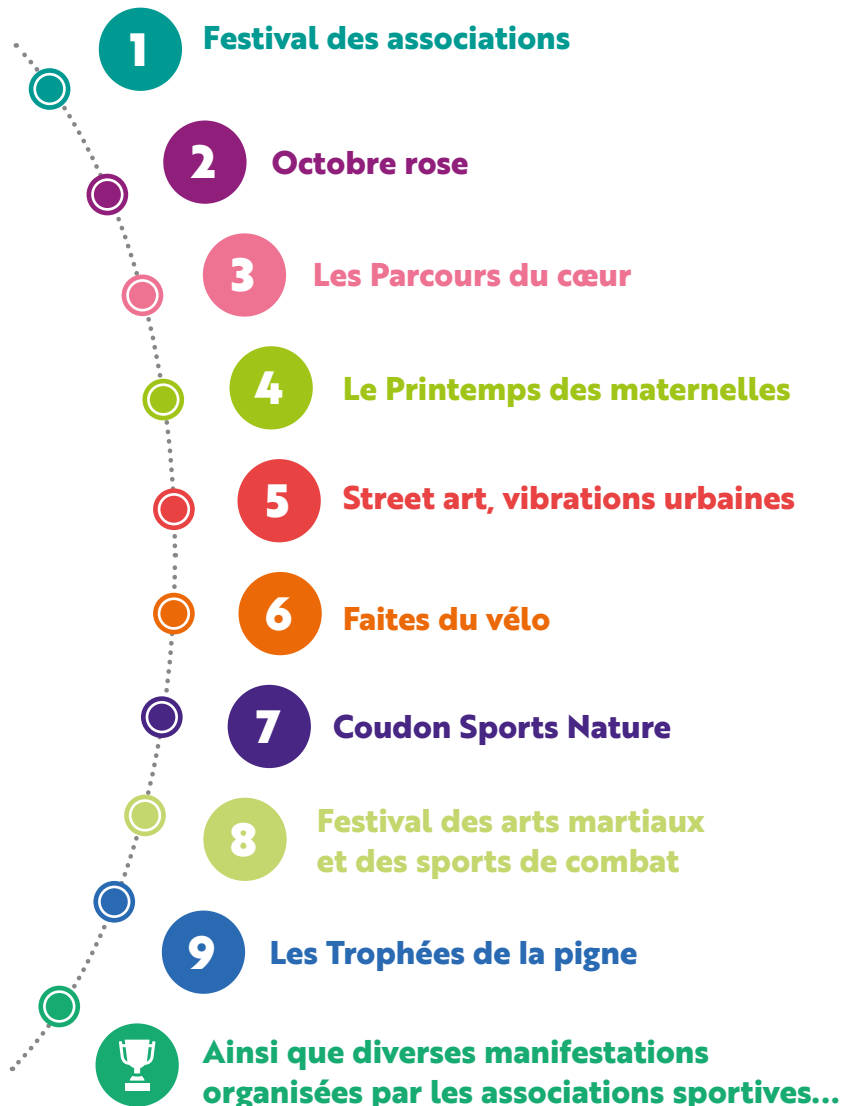 1 Festival des associations
2 Octobre rose
3 Les Parcours du cœur
4 Le Printemps des maternelles
5 Street art, vibrations urbaines
6 Faites du vélo
7 Coudon Sports Nature
8 Festival des arts martiaux
et des sports de combat
9 Les Trophées de la pigne
Ainsi que diverses manifestations
organisées par les associations sportives...